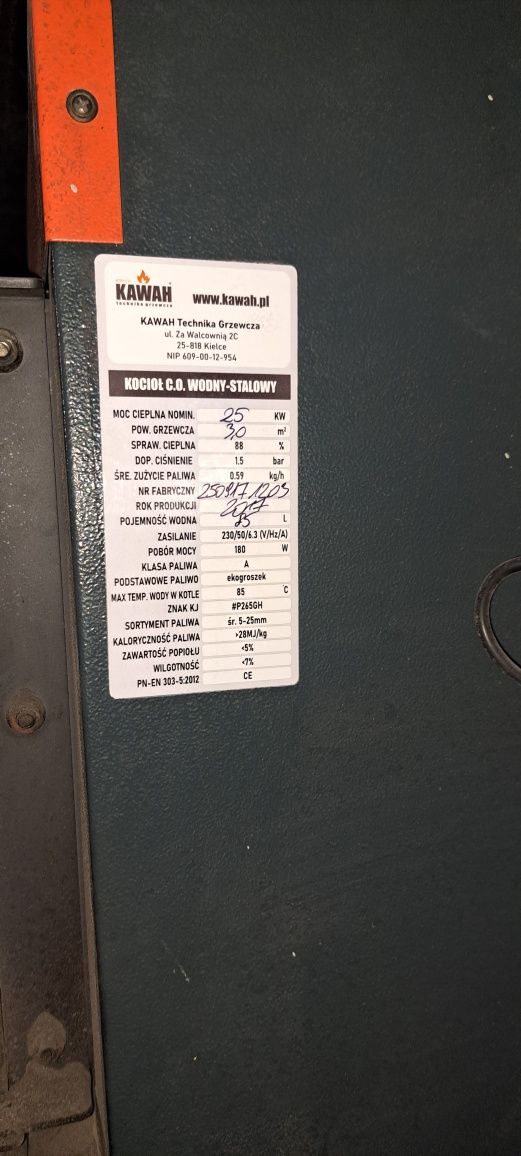 KAWAH
technika grzewcza
www.kawah.pl
KAWAH Technika Grzewcza
ul. Za Walcownią 2C
25-818 Kielce
NIP 609-00-12-954
KOCIOŁ C.O. WODNY-STALOWY
MOC CIEPLNA NOMIN. 25 KW
POW. GRZEWCZA 3,0 m²
SPRAW. CIEPLNA 88 %
DOP. CIŚNIENIE 1.5 bar
ŚRE. ZUŻYCIE PALIWA 0.59 kg/h
NR FABRYCZNY 250917/1203
ROK PRODUKCJI 2017
POJEMNOŚĆ WODNA 85 L
ZASILANIE 230/50/6.3 (V/Hz/A)
POBÓR MOCY 180 W
KLASA PALIWA A
PODSTAWOWE PALIWO ekogroszek
MAX TEMP. WODY W KOTLE 85 °C
ZNAK KJ #P265GH
SORTYMENT PALIWA śr. 5-25mm
KALORYCZNOŚĆ PALIWA >28MJ/kg
ZAWARTOŚĆ POPIOŁU <5%
WILGOTNOŚĆ <7%
PN-EN 303-5:2012 CE